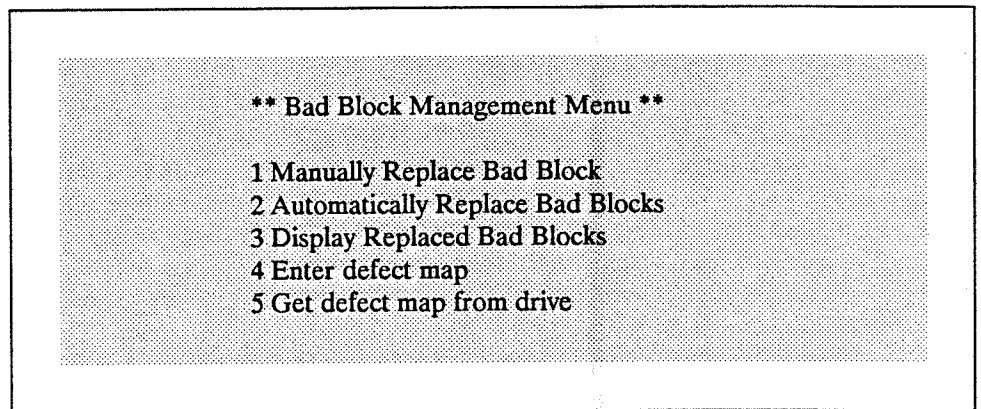 ** Bad Block Management Menu **
1 Manually Replace Bad Block
2 Automatically Replace Bad Blocks
3 Display Replaced Bad Blocks
4 Enter defect map
5 Get defect map from drive